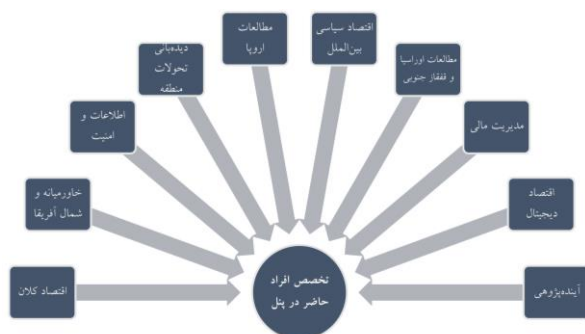 آینده‌پژوهی
اقتصاد
دیجیتال
مدیریت مالی
مطالعات اوراسیا
و قفقاز جنوبی
اقتصاد سیاسی
بین‌الملل
مطالعات
اروپا
دیده‌بانی
تحولات
منطقه
اطلاعات و
امنیت
خاورمیانه و
شمال آفریقا
اقتصاد کلان
تخصص افراد
حاضر در پنل